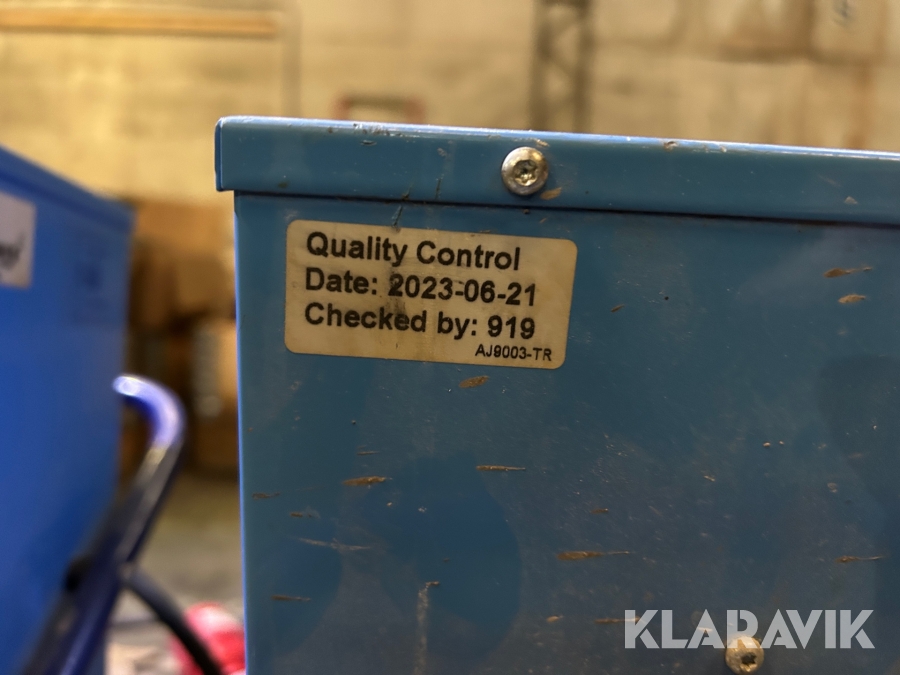 Quality Control
Date: 2023-06-21
Checked by: 919
AJ9003-TR
KLARAVIK